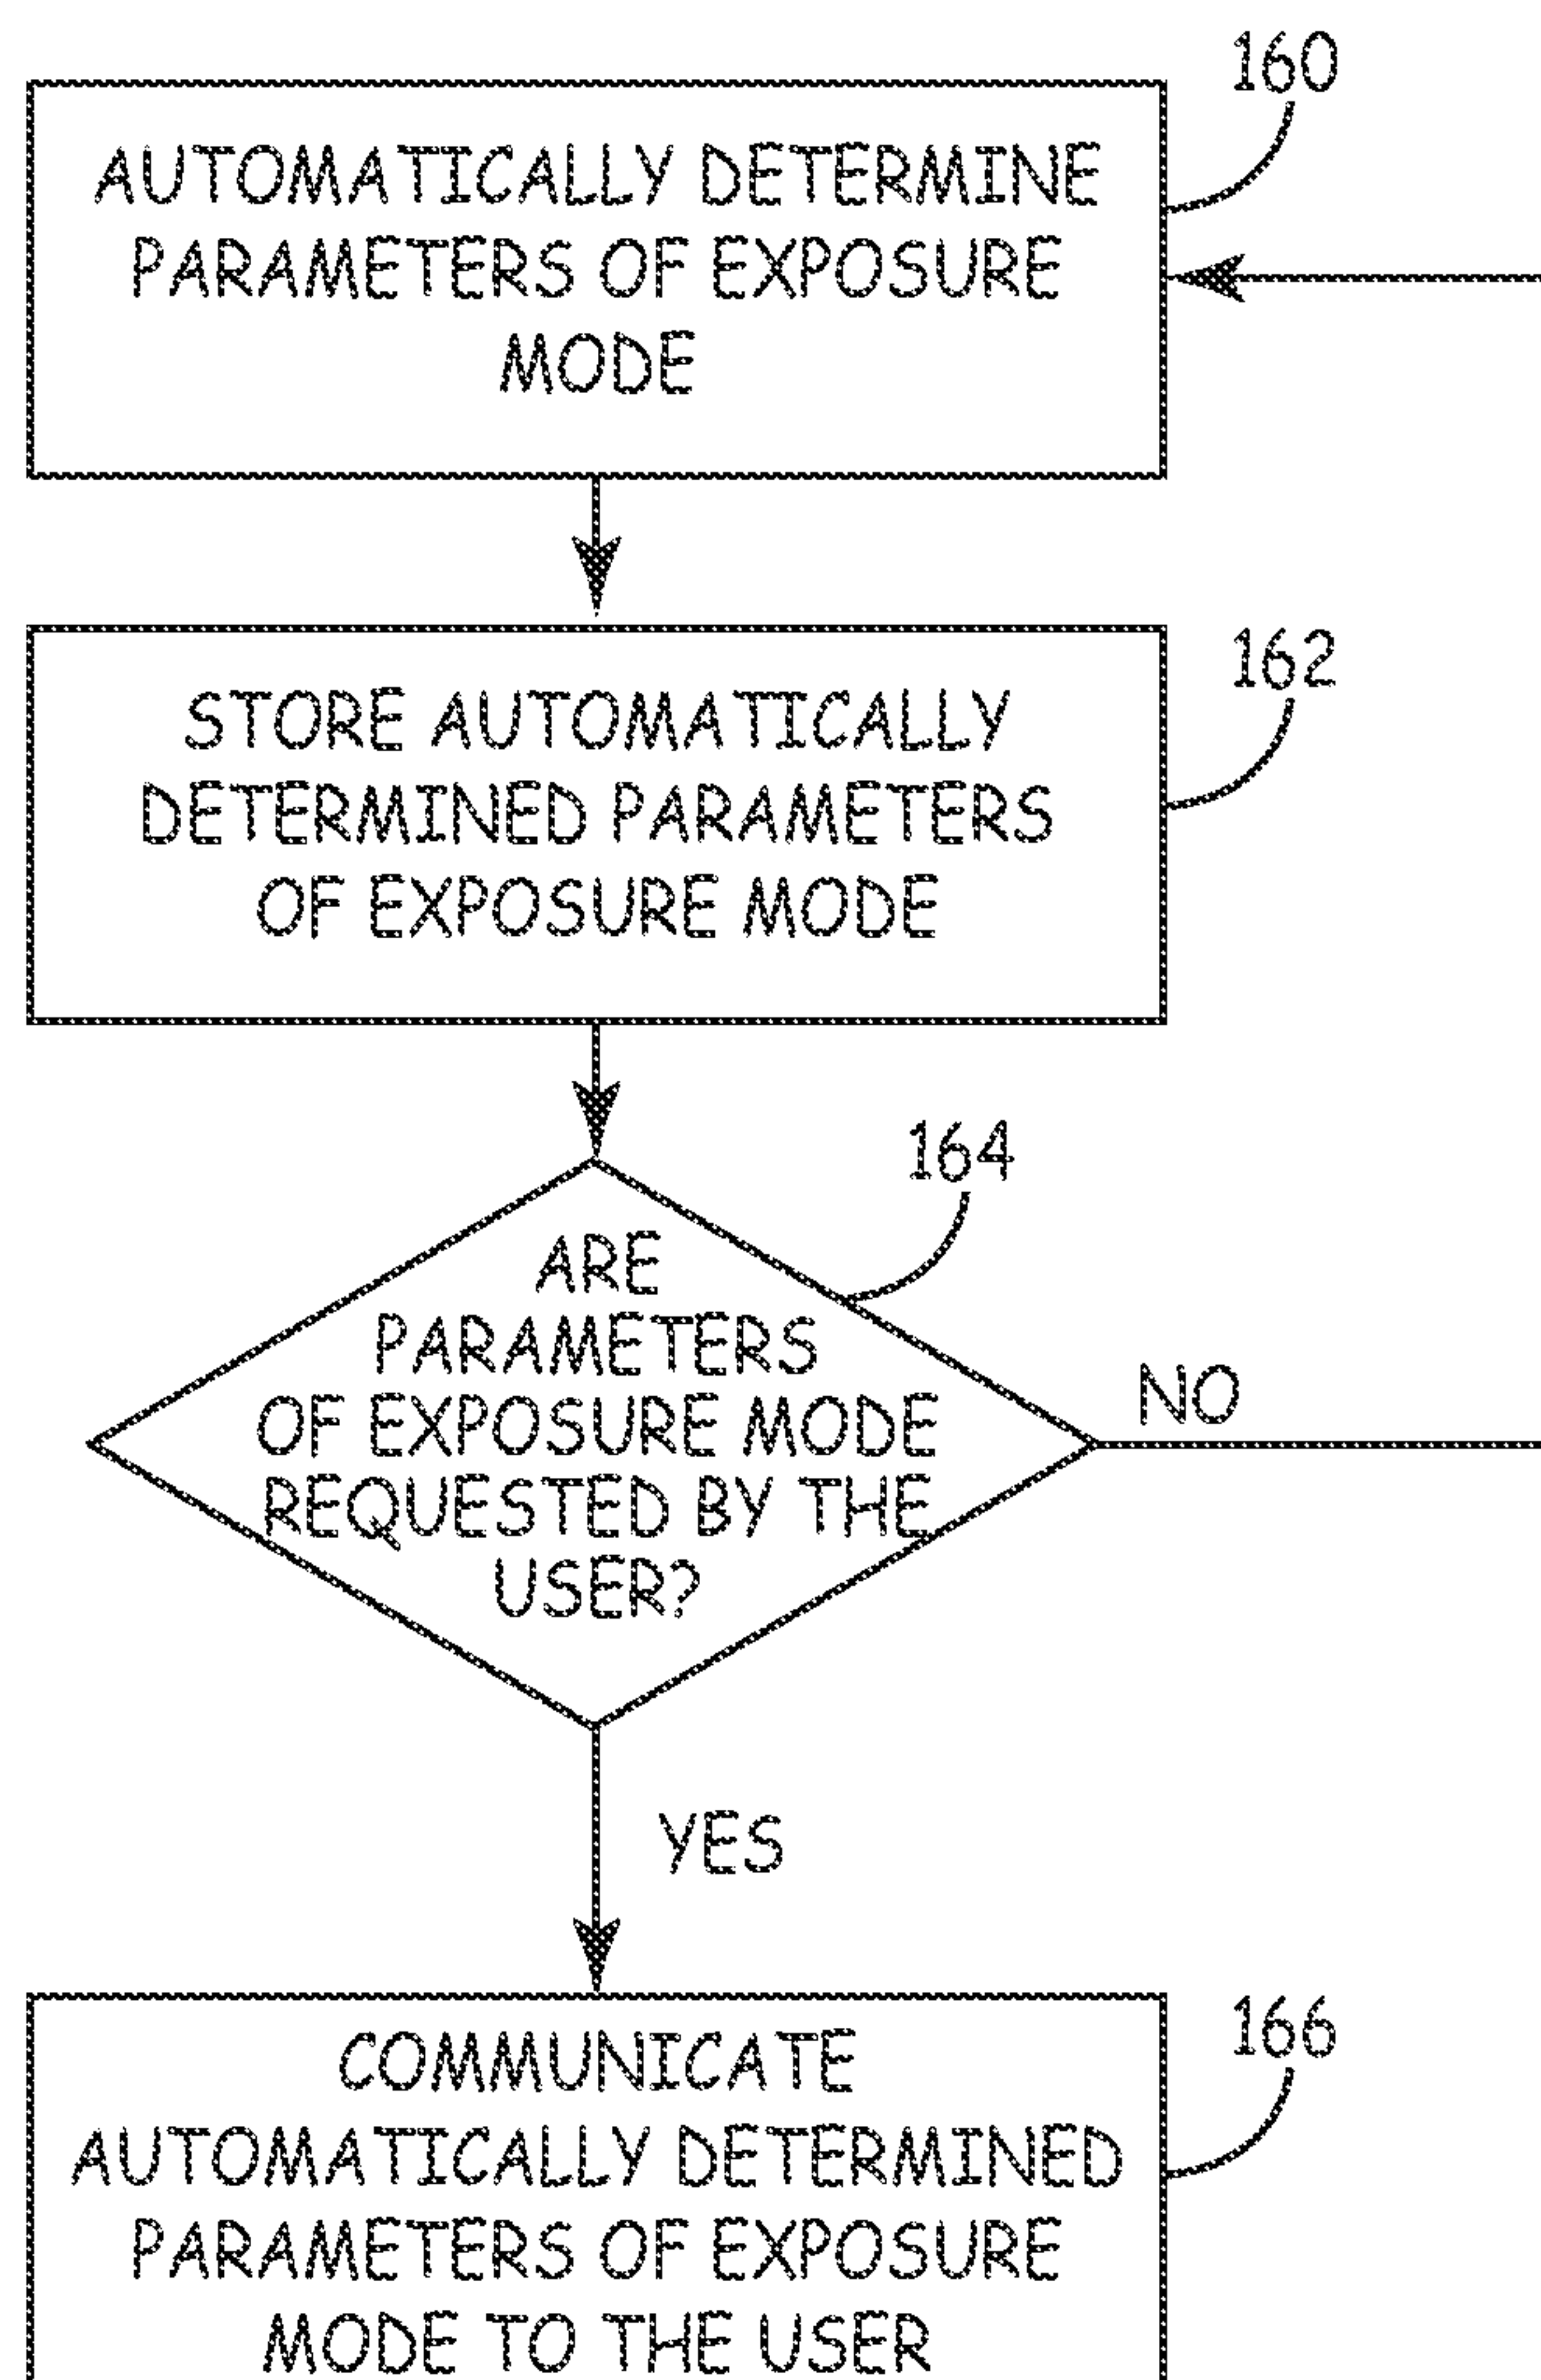 160
AUTOMATICALLY DETERMINE
PARAMETERS OF EXPOSURE
MODE
162
STORE AUTOMATICALLY
DETERMINED PARAMETERS
OF EXPOSURE MODE
164
ARE
PARAMETERS
OF EXPOSURE MODE
REQUESTED BY THE
USER?
NO
YES
166
COMMUNICATE
AUTOMATICALLY DETERMINED
PARAMETERS OF EXPOSURE
MODE TO THE USER